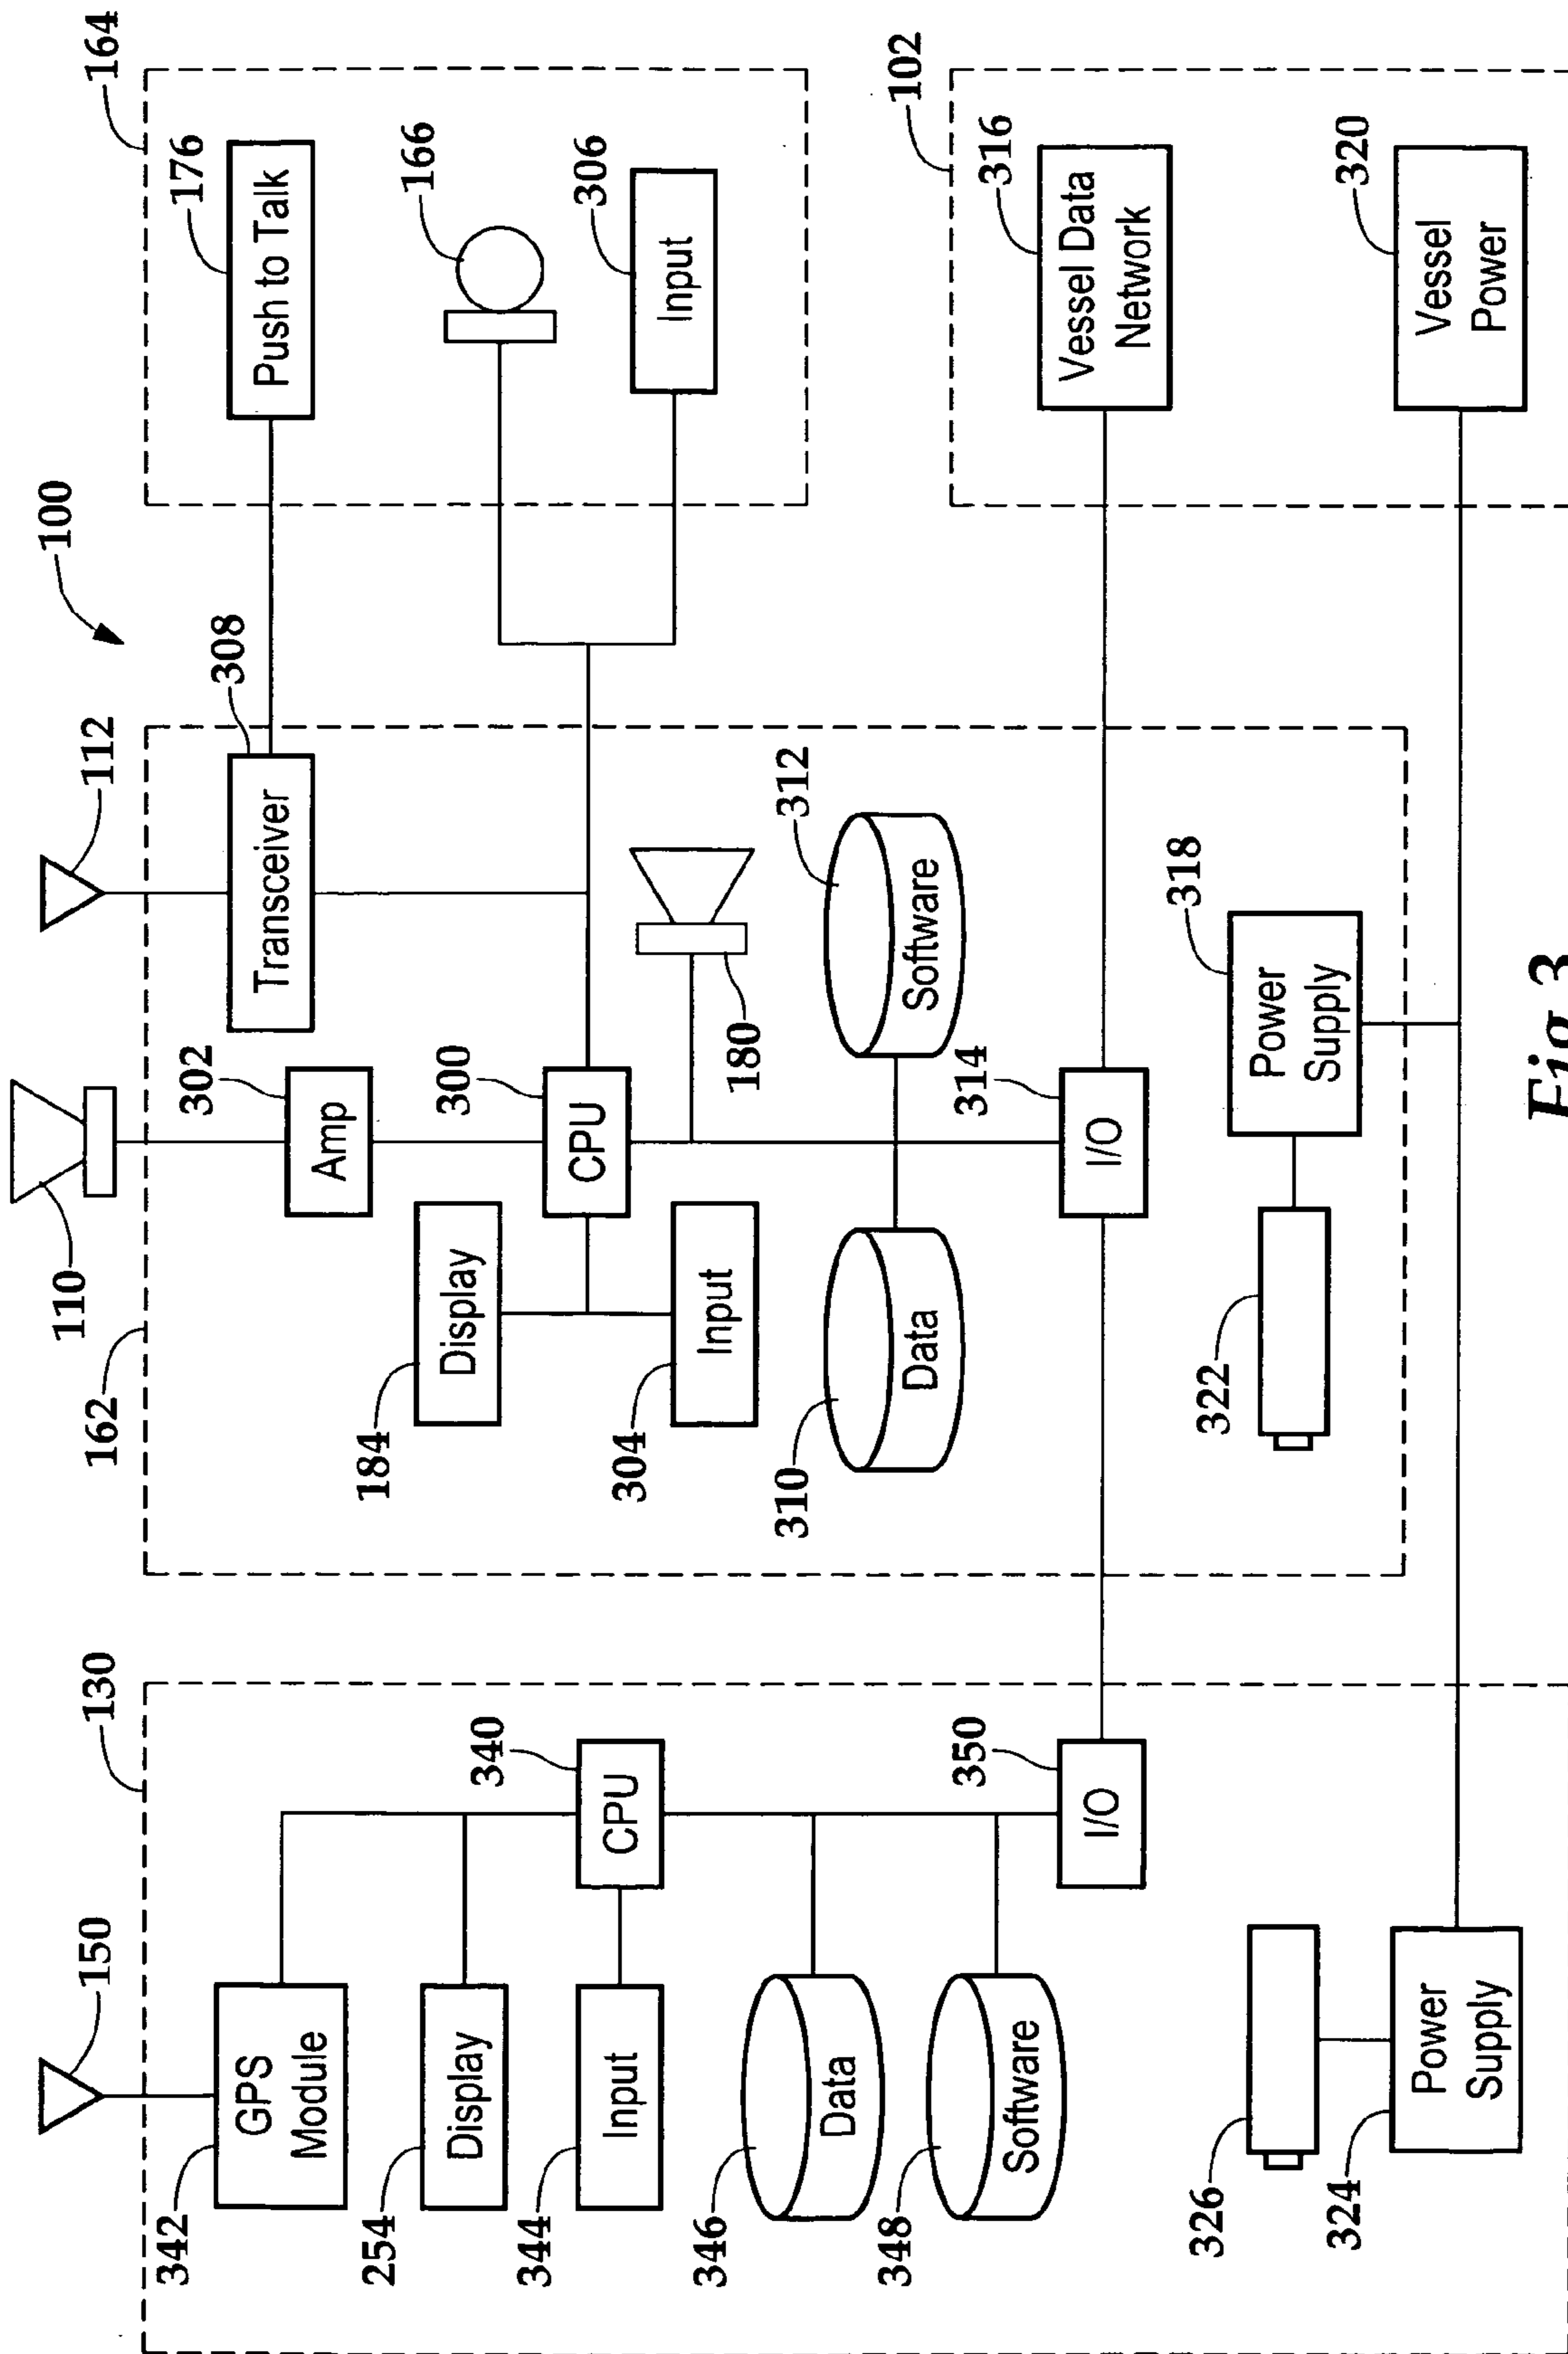 100
130
150
342
GPS
Module
254
Display
344
Input
340
CPU
346
Data
348
Software
350
I/O
326
324
Power
Supply
162
110
112
302
Amp
308
Transceiver
184
Display
300
CPU
304
Input
180
310
Data
312
Software
314
I/O
322
318
Power
Supply
164
176
Push to Talk
166
306
Input
102
316
Vessel Data
Network
320
Vessel
Power
Fig.3